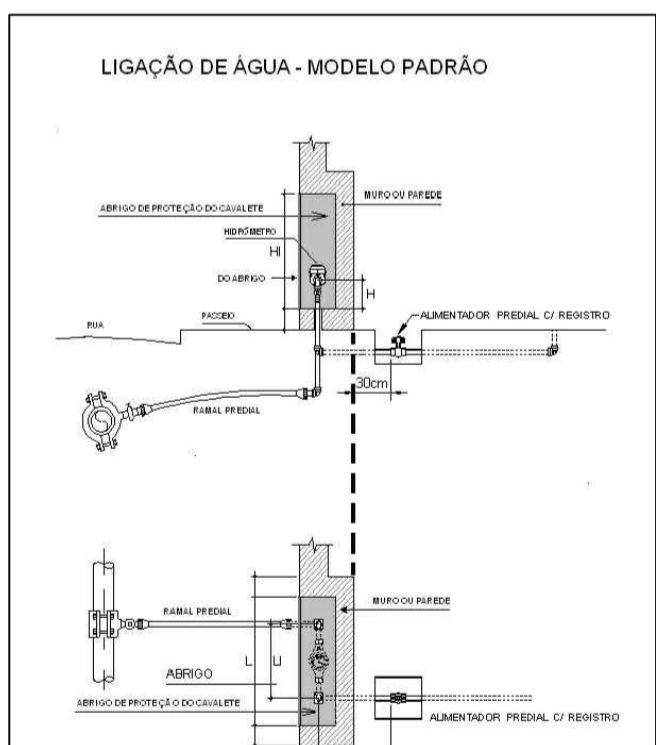 LIGAÇÃO DE ÁGUA - MODELO PADRÃO
MURO OU PAREDE
ABRIGO DE PROTEÇÃO DO CAVALETE
HIDRÔMETRO
HI
DO ABRIGO
H
ALIMENTADOR PREDIAL C/ REGISTRO
PASSEIO
RUA
30cm
RAMAL PREDIAL
MURO OU PAREDE
RAMAL PREDIAL
L
LI
ABRIGO
ABRIGO DE PROTEÇÃO DO CAVALETE
ALIMENTADOR PREDIAL C/ REGISTRO